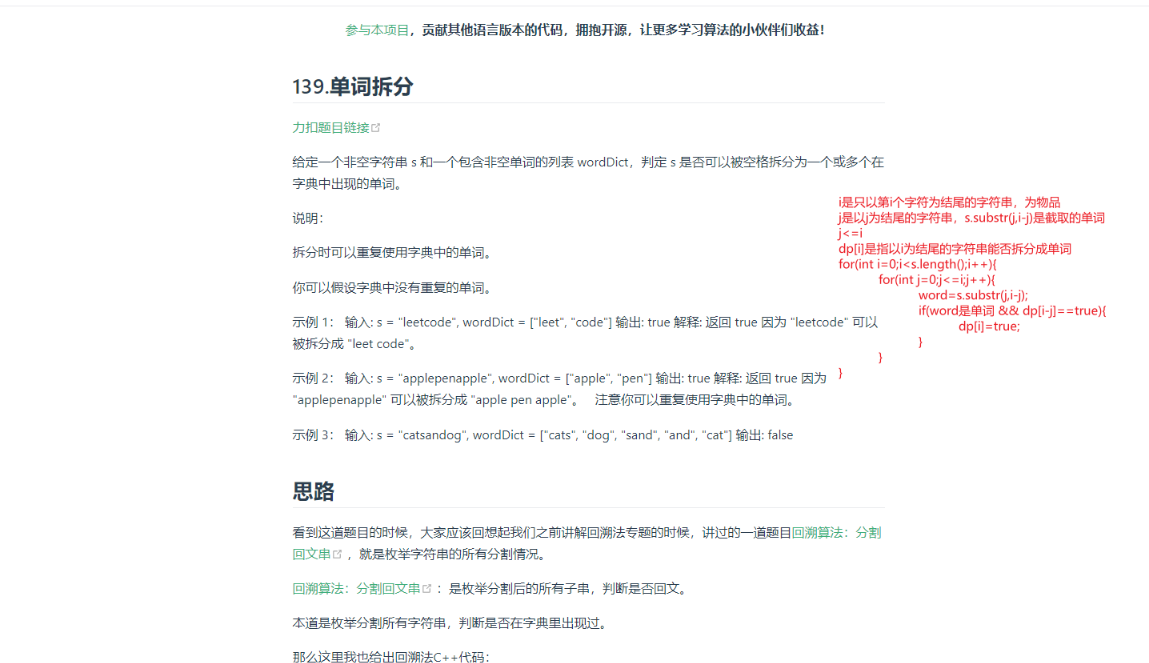 参与本项目，贡献其他语言版本的代码，拥抱开源，让更多学习算法的小伙伴们收益！
139.单词拆分
力扣题目链接
给定一个非空字符串 s 和一个包含非空单词的列表 wordDict，判定 s 是否可以被空格拆分为一个或多个在
字典中出现的单词。
说明：
拆分时可以重复使用字典中的单词。
你可以假设字典中没有重复的单词。
示例 1： 输入: s = "leetcode", wordDict = ["leet", "code"] 输出: true 解释: 返回 true 因为 "leetcode" 可以
被拆分成 "leet code"。
示例 2： 输入: s = "applepenapple", wordDict = ["apple", "pen"] 输出: true 解释: 返回 true 因为
"applepenapple" 可以被拆分成 "apple pen apple"。 注意你可以重复使用字典中的单词。
示例 3： 输入: s = "catsandog", wordDict = ["cats", "dog", "sand", "and", "cat"] 输出: false
i是只以第i个字符为结尾的字符串，为物品
j是以j为结尾的字符串，s.substr(j,i-j)是截取的单词
j<=i
dp[i]是指以i为结尾的字符串能否拆分成单词
for(int i=0;i<s.length();i++){
for(int j=0;j<=i;j++){
word=s.substr(j,i-j);
if(word是单词 && dp[i-j]==true){
dp[i]=true;
}
}
}
思路
看到这道题目的时候，大家应该回想起我们之前讲解回溯法专题的时候，讲过的一道题目回溯算法：分割
回文串，就是枚举字符串的所有分割情况。
回溯算法：分割回文串：是枚举分割后的所有子串，判断是否回文。
本道是枚举分割所有字符串，判断是否在字典里出现过。
那么这里我也给出回溯法C++代码：